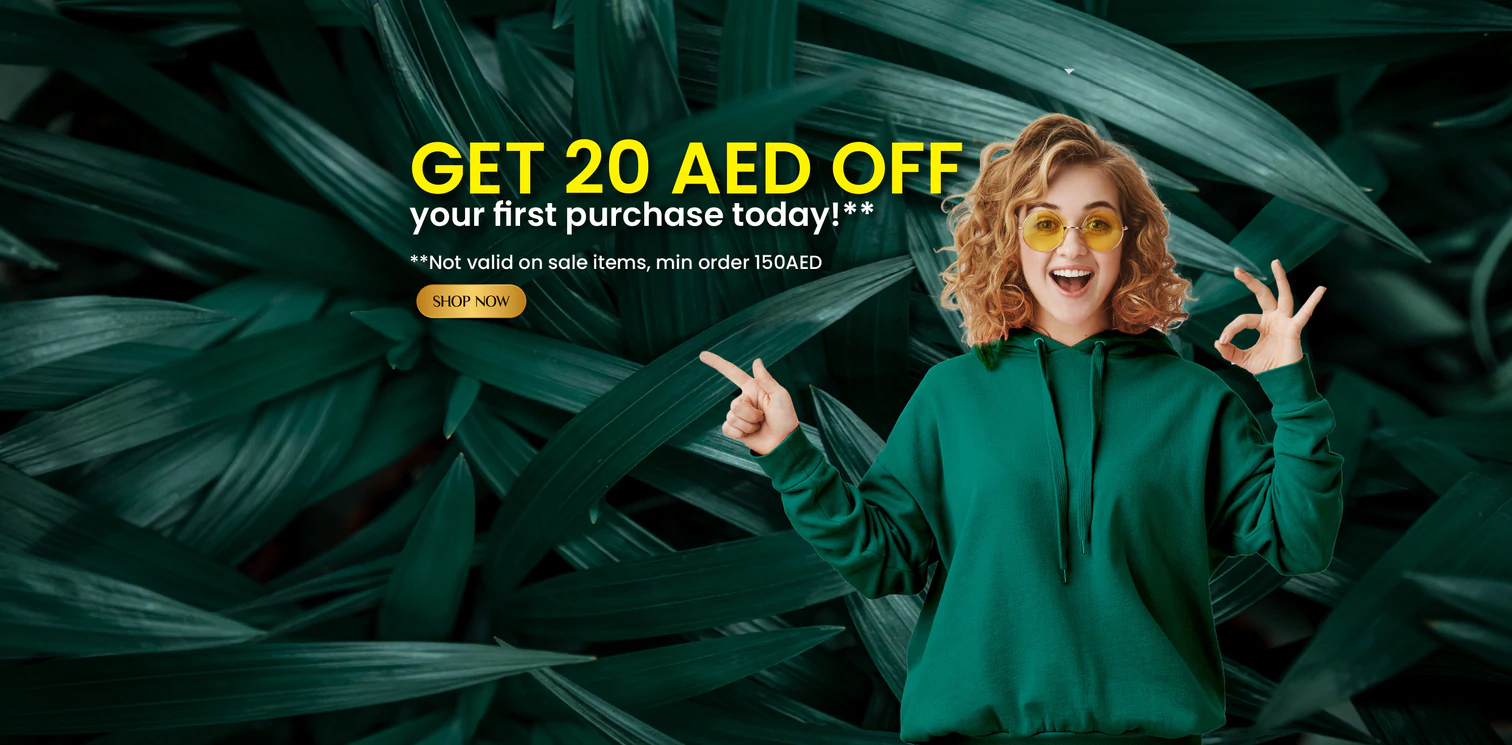 GET 20 AED OFF
your first purchase today!**
**Not valid on sale items, min order 150AED
SHOP NOW